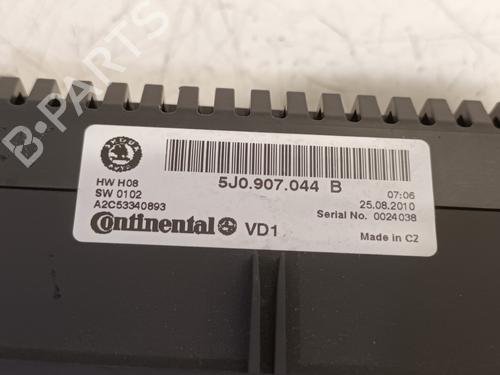 B-PARTS
5J0.907.044 B
HW H08
SW 0102
A2C53340893
07:06
25.08.2010
Serial No. 0024038
Continental VD1
Made in CZ